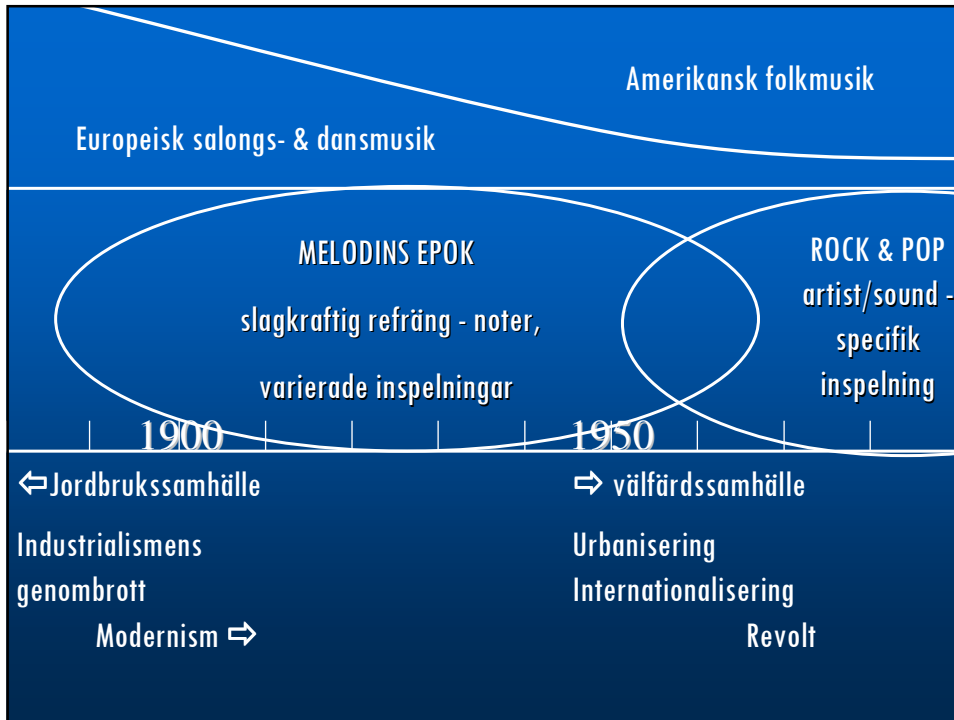 Amerikansk folkmusik
Europeisk salongs- & dansmusik
MELODINS EPOK
slagkraftig refräng - noter,
varierade inspelningar
ROCK & POP
artist/sound -
specifik
inspelning
1900
1950
⇦Jordbrukssamhälle
Industrialismens
genombrott
Modernism ⇨
⇨ välfärdssamhälle
Urbanisering
Internationalisering
Revolt